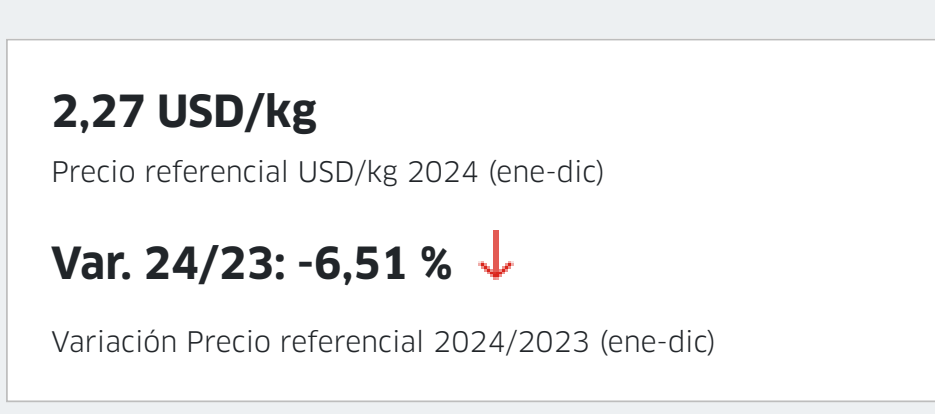 2,27 USD/kg
Precio referencial USD/kg 2024 (ene-dic)
Var. 24/23: -6,51 %
Variación Precio referencial 2024/2023 (ene-dic)